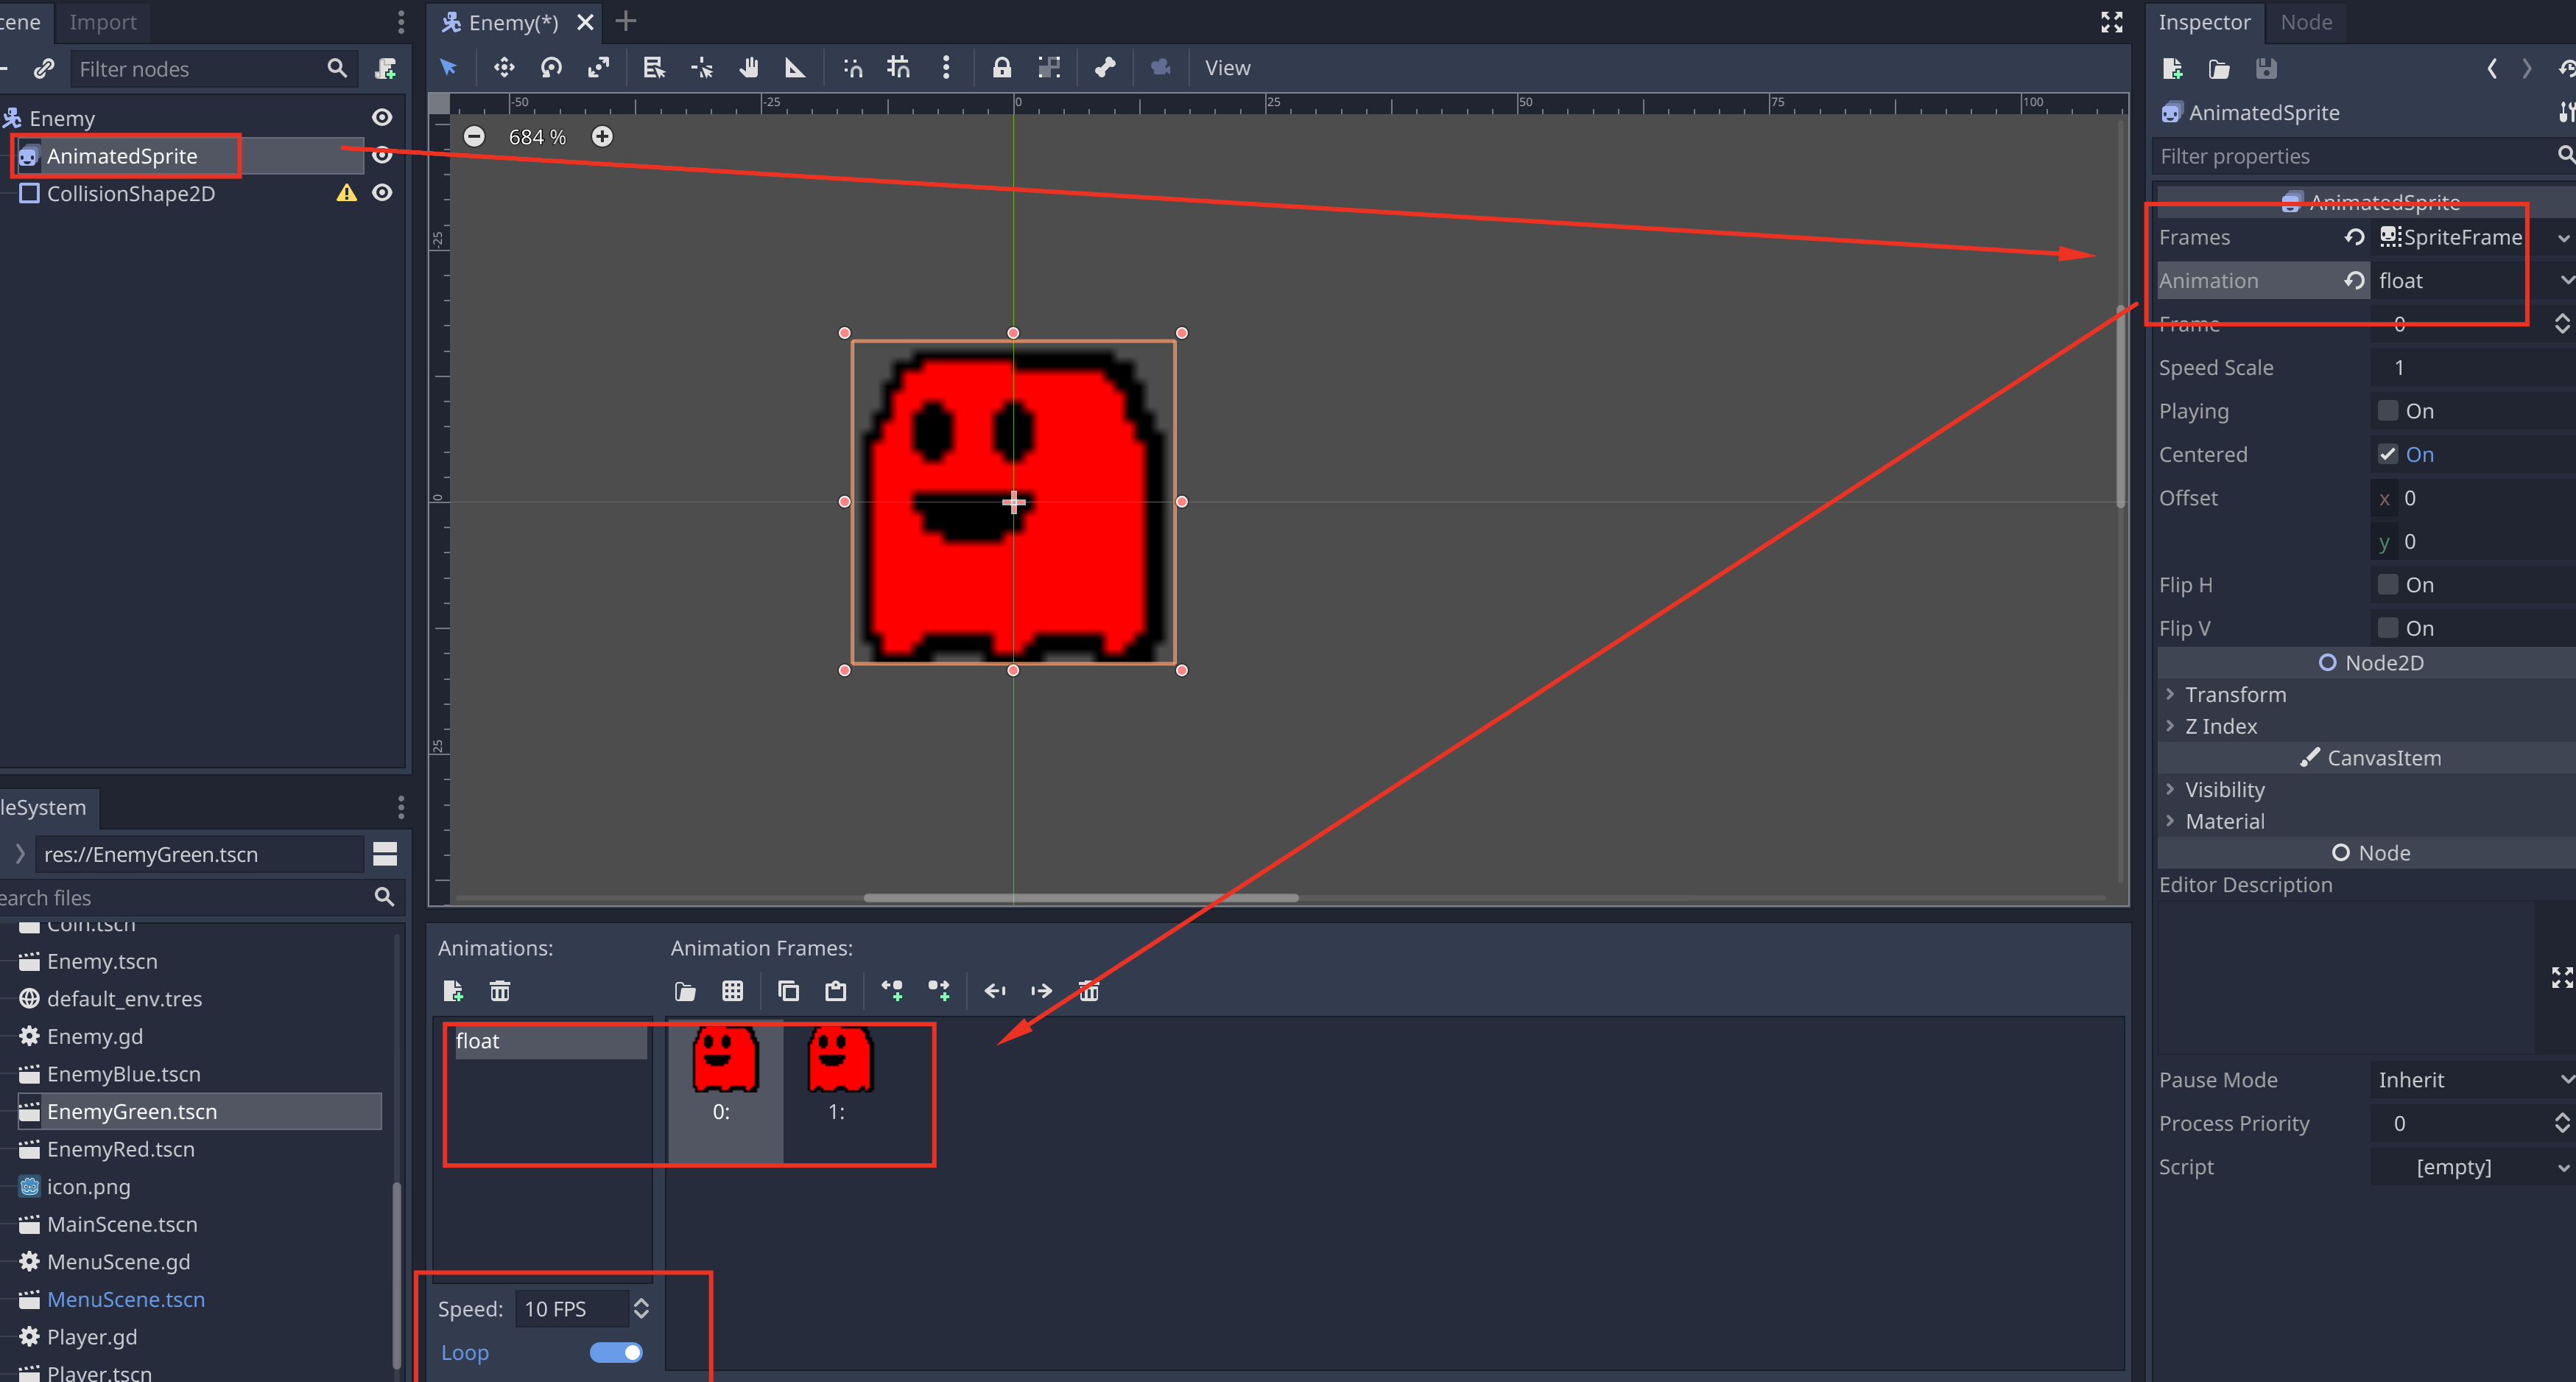 cene
Import
Filter nodes
Enemy
AnimatedSprite
CollisionShape2D
leSystem
res://EnemyGreen.tscn
earch files
Coin.tscn
Enemy.tscn
default_env.tres
Enemy.gd
EnemyBlue.tscn
EnemyGreen.tscn
EnemyRed.tscn
icon.png
MainScene.tscn
MenuScene.gd
MenuScene.tscn
Player.gd
Player.tscn
Enemy(*)
View
-50
-25
0
25
50
75
100
684 %
-25
0
25
Animations:
float
Speed: 10 FPS
Loop
Animation Frames:
0:
1:
Inspector
Node
AnimatedSprite
Filter properties
AnimatedSprite
Frames SpriteFrame
Animation float
Frame 0
Speed Scale 1
Playing On
Centered On
Offset x 0
y 0
Flip H On
Flip V On
Node2D
Transform
Z Index
CanvasItem
Visibility
Material
Node
Editor Description
Pause Mode Inherit
Process Priority 0
Script [empty]